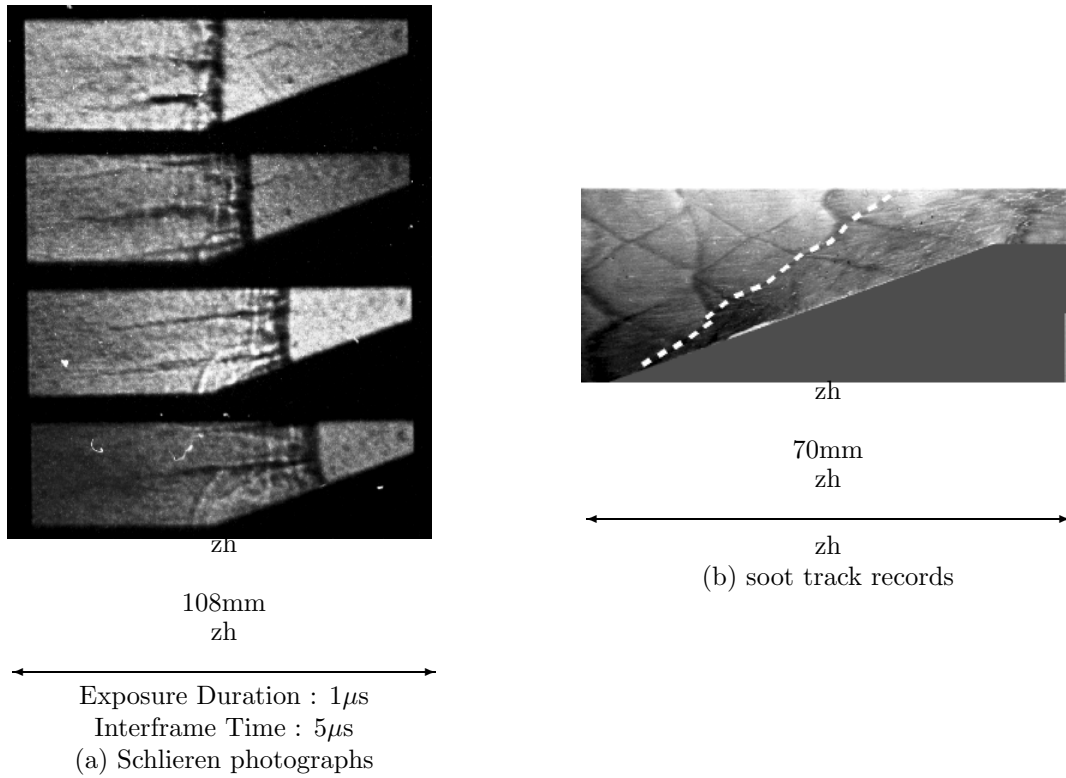 zh
108mm
zh
Exposure Duration : 1μs
Interframe Time : 5μs
(a) Schlieren photographs
zh
70mm
zh
zh
(b) soot track records